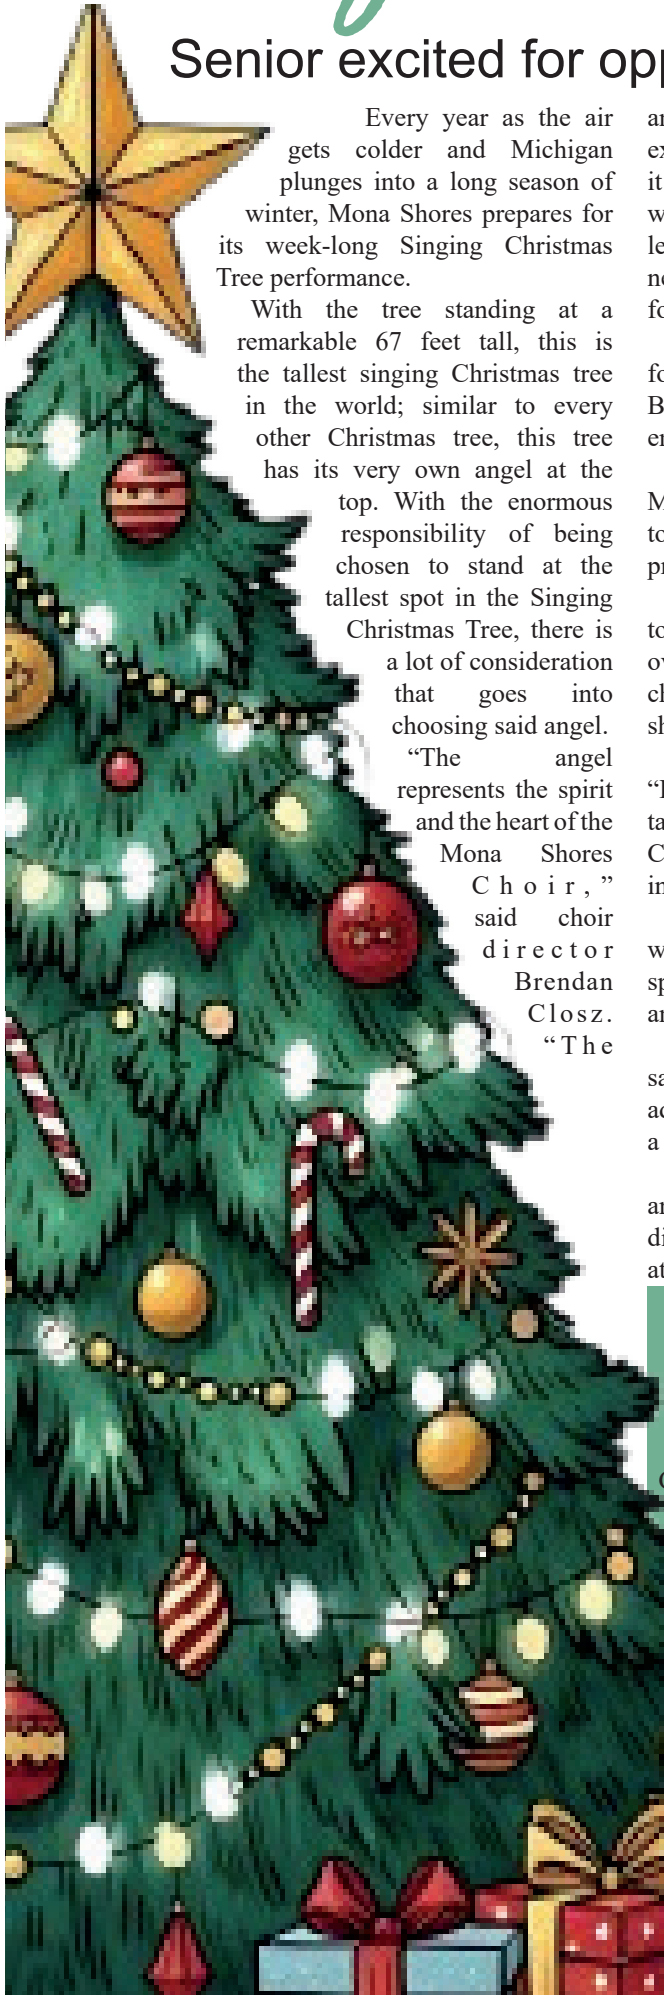 Senior excited for opp
Every year as the air
gets colder and Michigan
plunges into a long season of
winter, Mona Shores prepares for
its week-long Singing Christmas
Tree performance.
With the tree standing at a
remarkable 67 feet tall, this is
the tallest singing Christmas tree
in the world; similar to every
other Christmas tree, this tree
has its very own angel at the
top. With the enormous
responsibility of being
chosen to stand at the
tallest spot in the Singing
Christmas Tree, there is
a lot of consideration
that goes into
choosing said angel.
“The angel
represents the spirit
and the heart of the
Mona Shores
Choir,”
said choir
director
Brendan
Closz.
“The